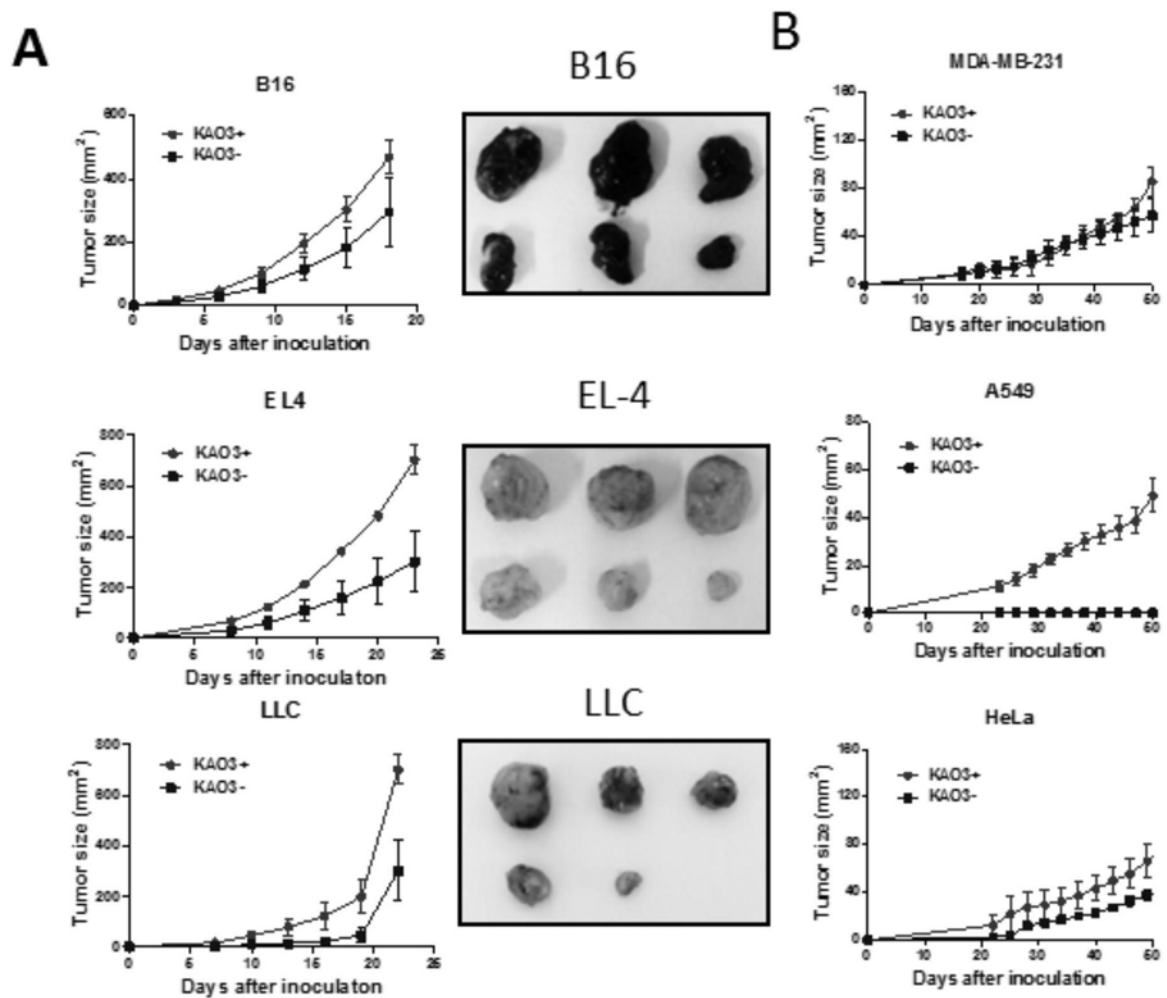 A
B16
Tumor size (mm²)
600
400
200
0
KAO3+
KAO3-
0 5 10 15 20
Days after inoculation
B16
EL4
Tumor size (mm²)
800
600
400
200
0
KAO3+
KAO3-
0 5 10 15 20 25
Days after inoculaton
EL-4
LLC
Tumor size (mm²)
800
600
400
200
0
KAO3+
KAO3-
0 5 10 15 20 25
Days after inoculaton
LLC
B
MDA-MB-231
Tumor size (mm²)
160
120
80
40
0
KAO3+
KAO3-
0 10 20 30 40 50
Days after inoculation
A549
Tumor size (mm²)
80
60
40
20
0
KAO3+
KAO3-
0 10 20 30 40 50
Days after inoculation
HeLa
Tumor size (mm²)
160
120
80
40
0
KAO3+
KAO3-
0 10 20 30 40 50
Days after inoculation